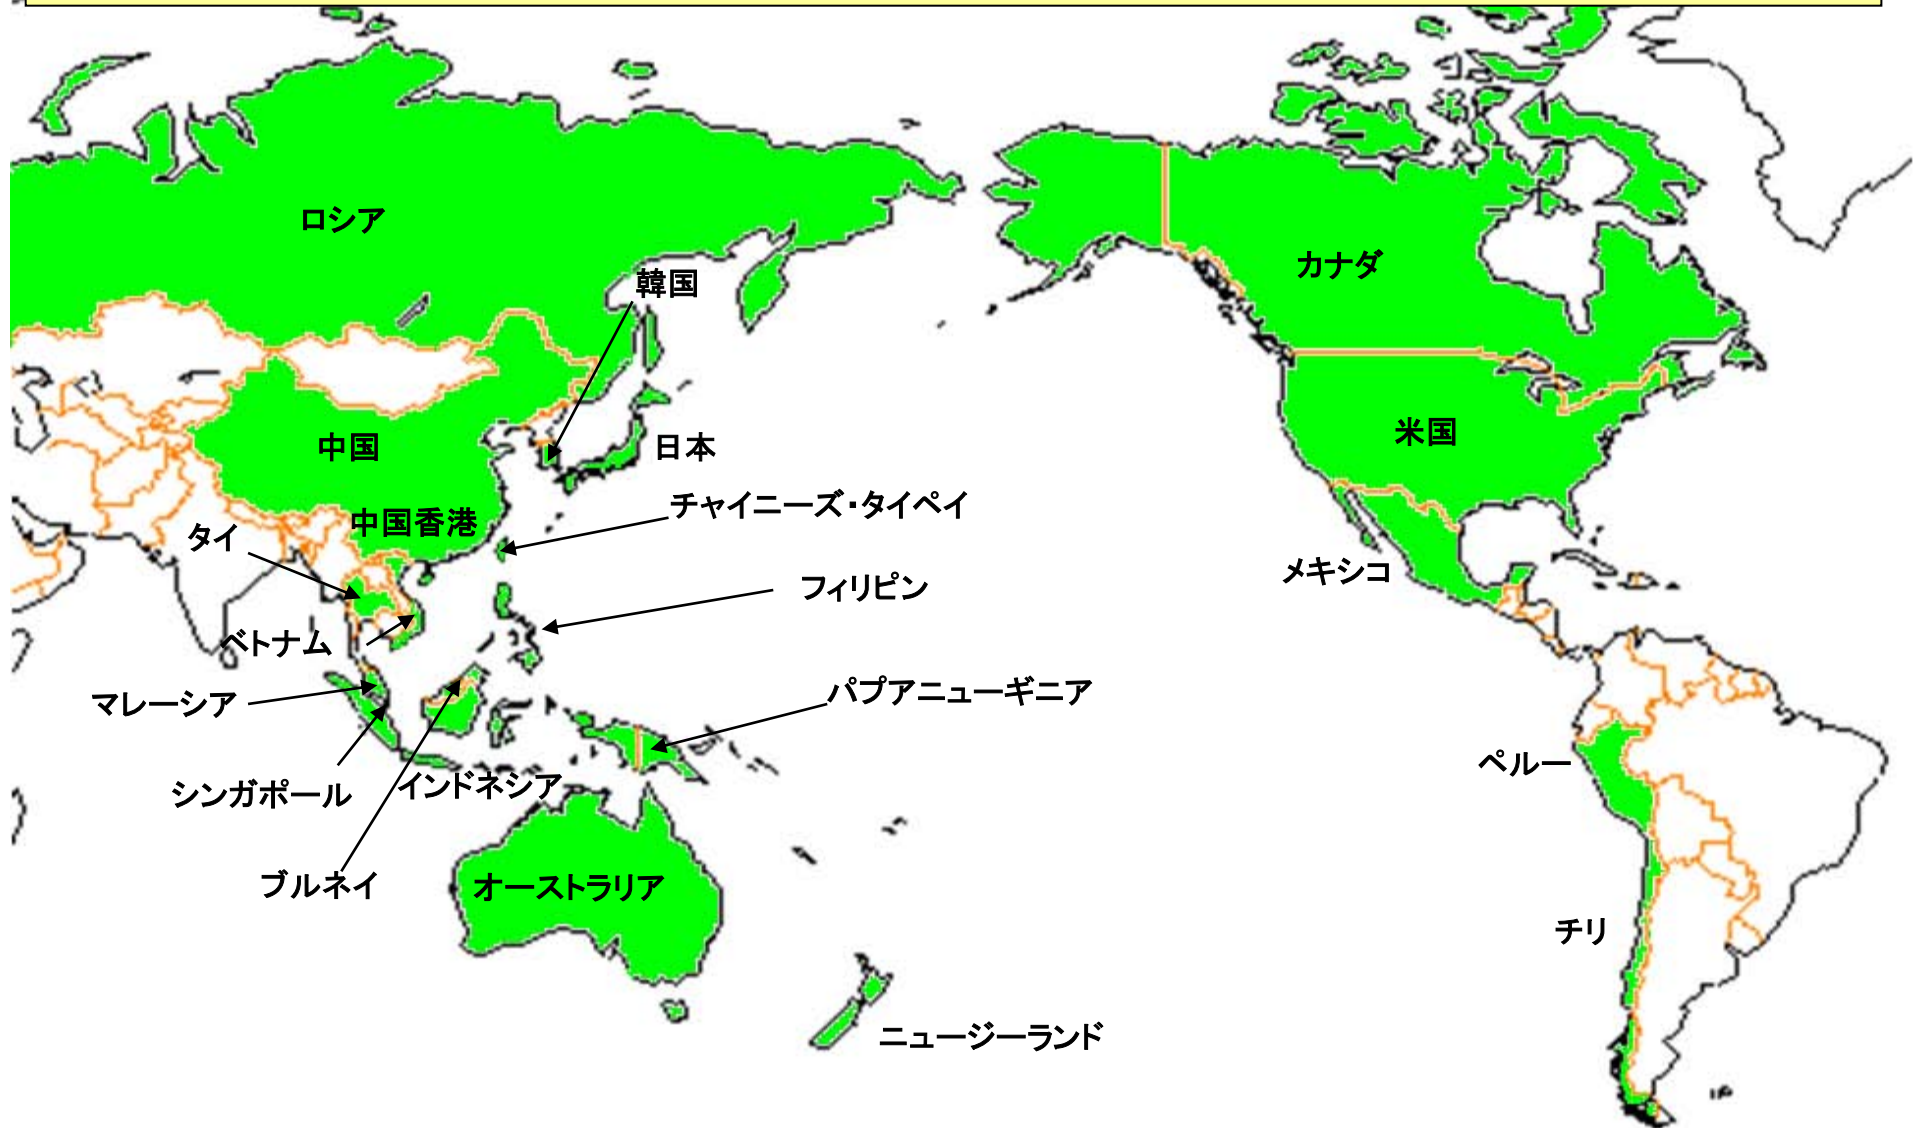 ロシア
カナダ
韓国
米国
中国
日本
チャイニーズ・タイペイ
中国香港
タイ
メキシコ
フィリピン
ベトナム
パプアニューギニア
マレーシア
ペルー
インドネシア
シンガポール
ブルネイ
オーストラリア
チリ
ニュージーランド